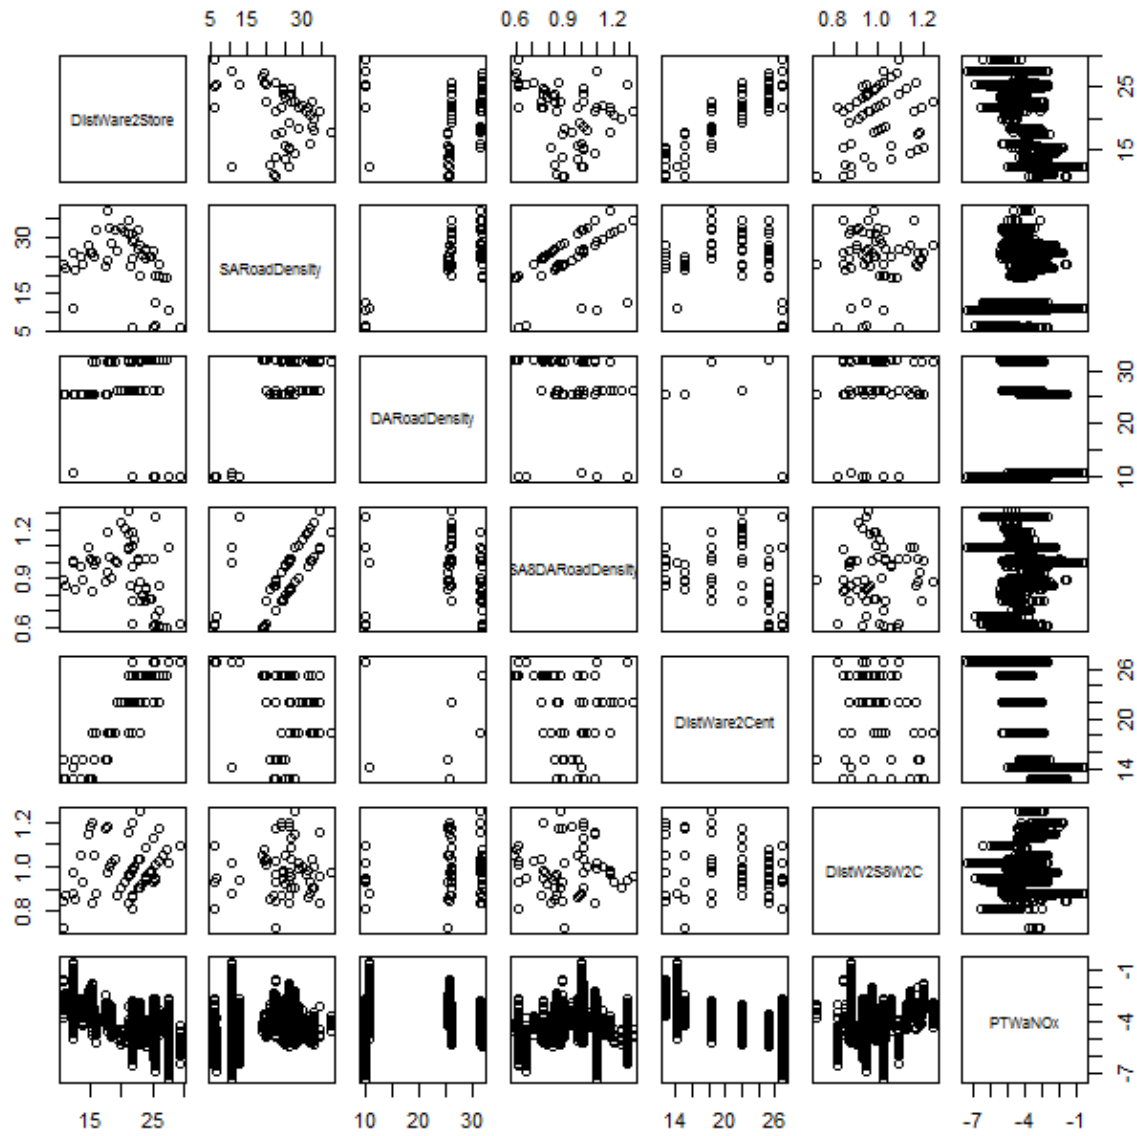 5 15 30 0.6 0.9 1.2 0.8 1.0 1.2
DistWare2Store 15 25
5 15 30 SARoadDensity
DARoadDensity 10 20 30
0.6 0.9 1.2 SA8DARoadDensity
DistWare2Cent 14 20 26
0.8 1.0 1.2 DistW2S8W2C
PTWaNOx -7 -4 -1
15 25 10 20 30 14 20 26 -7 -4 -1